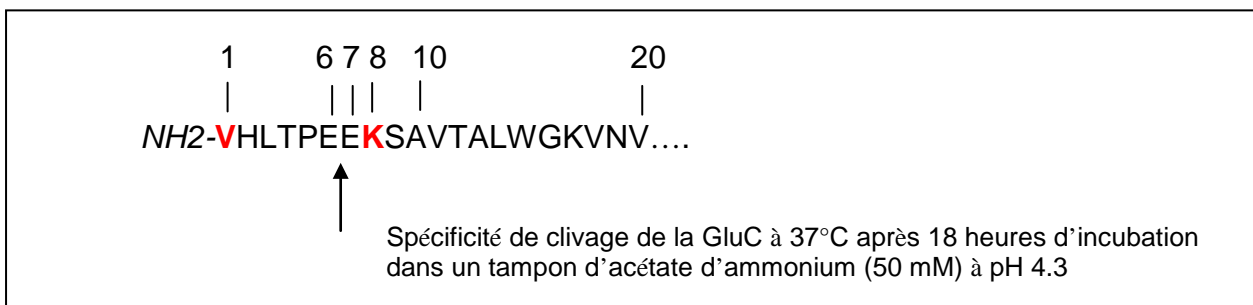 1 6 7 8 10 20
NH2-VHLTPEEKSAVTALWGKVNV….
Spécificité de clivage de la GluC à 37°C après 18 heures d’incubation
dans un tampon d’acétate d’ammonium (50 mM) à pH 4.3